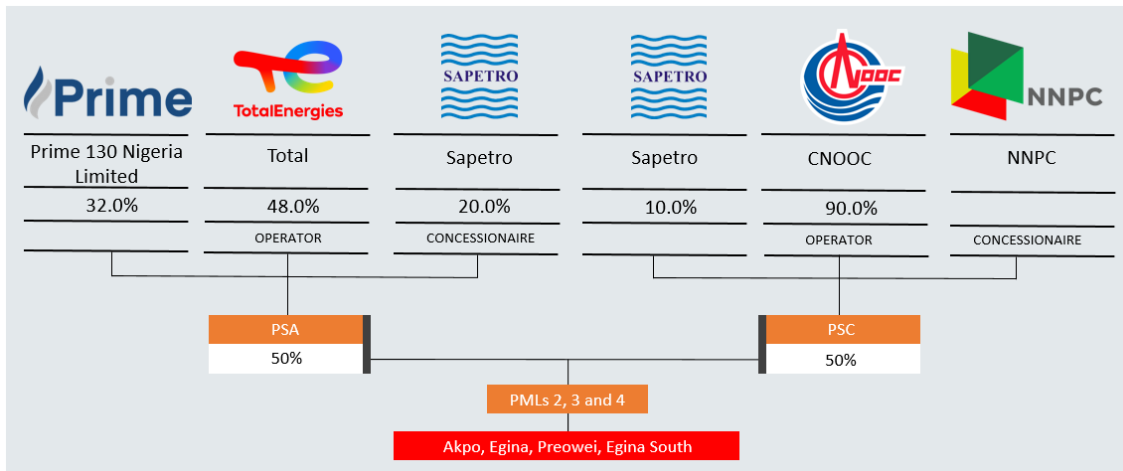 Prime
TotalEnergies
SAPETRO
SAPETRO
CNOOC
NNPC
Prime 130 Nigeria
Limited
Total
Sapetro
Sapetro
CNOOC
NNPC
32.0%
48.0%
20.0%
10.0%
90.0%
OPERATOR
CONCESSIONAIRE
OPERATOR
CONCESSIONAIRE
PSA
50%
PSC
50%
PMLs 2, 3 and 4
Akpo, Egina, Preowei, Egina South